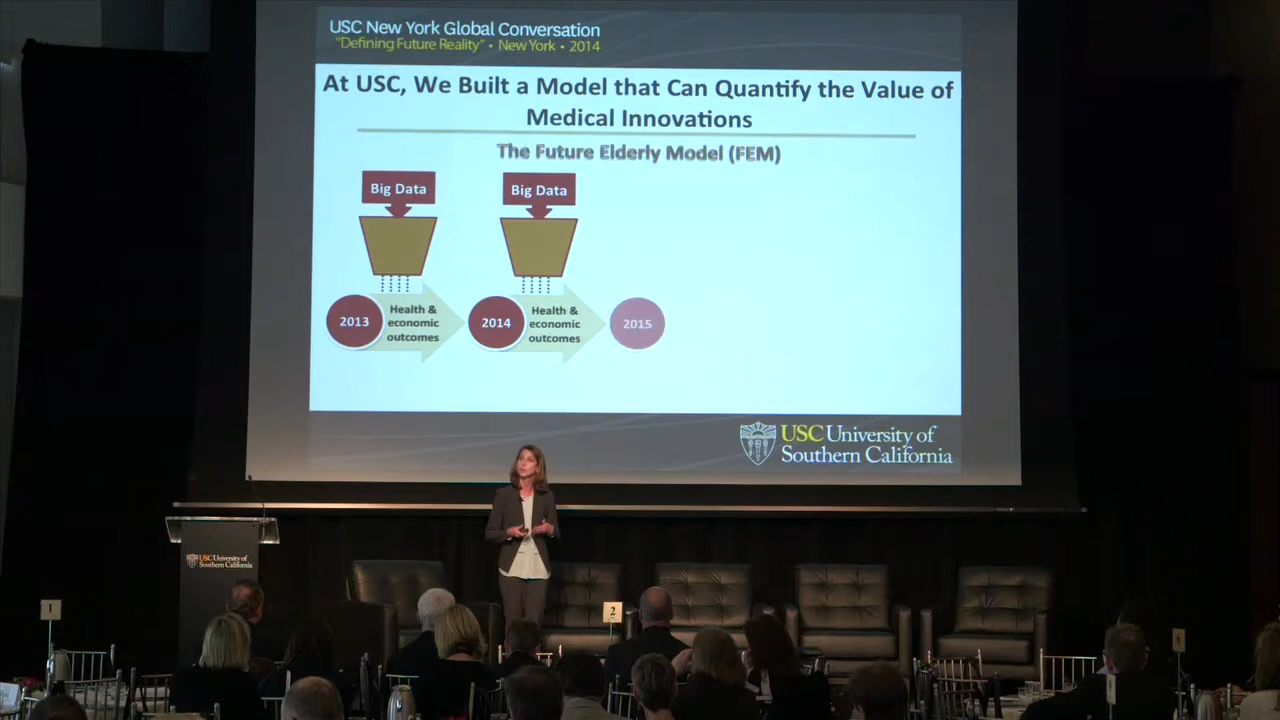 USC New York Global Conversation
"Defining Future Reality" • New York • 2014
At USC, We Built a Model that Can Quantify the Value of
Medical Innovations
The Future Elderly Model (FEM)
Big Data
Big Data
2013
Health &
economic
outcomes
2014
Health &
economic
outcomes
2015
USC University of
Southern California
USC University of
Southern California
1
2